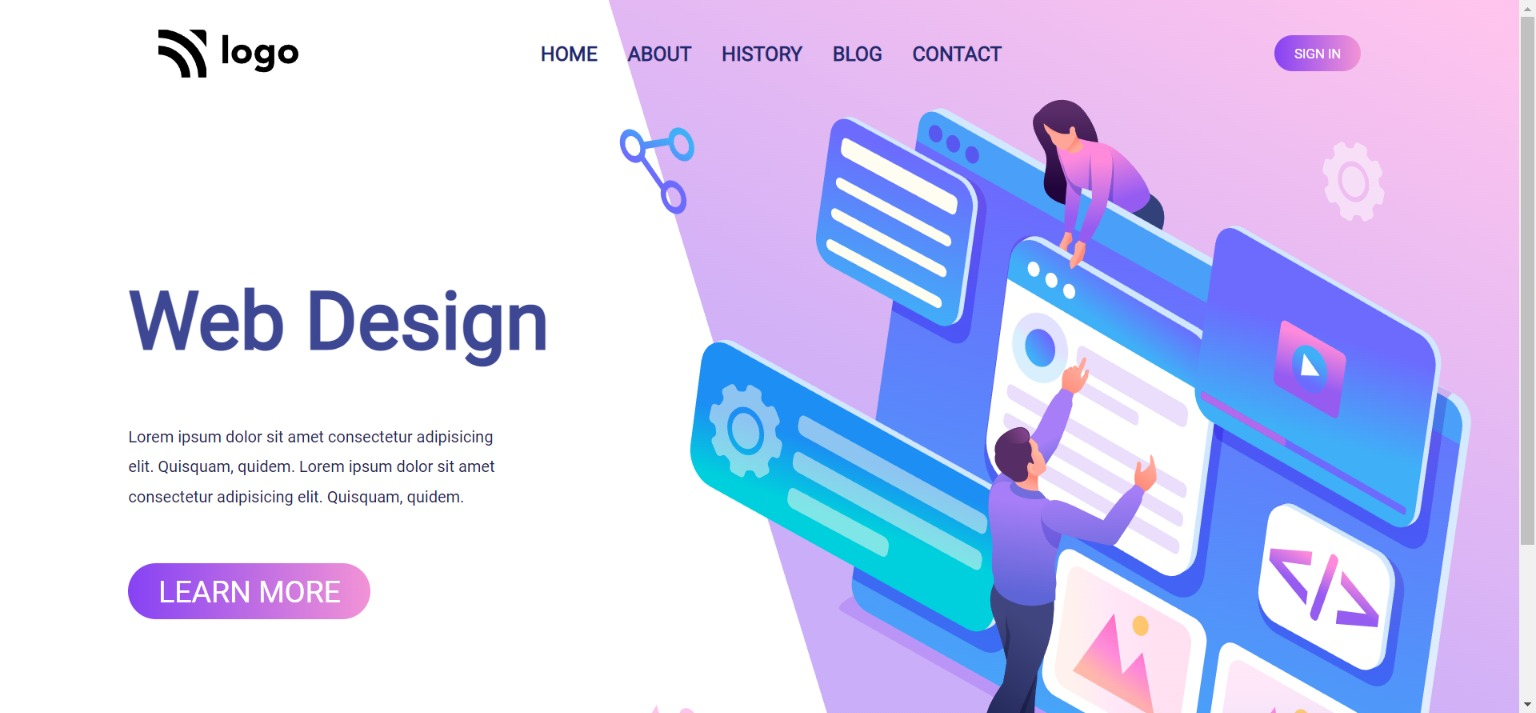 logo
HOME ABOUT HISTORY BLOG CONTACT
SIGN IN
Web Design
Lorem ipsum dolor sit amet consectetur adipisicing
elit. Quisquam, quidem. Lorem ipsum dolor sit amet
consectetur adipisicing elit. Quisquam, quidem.
LEARN MORE
</>